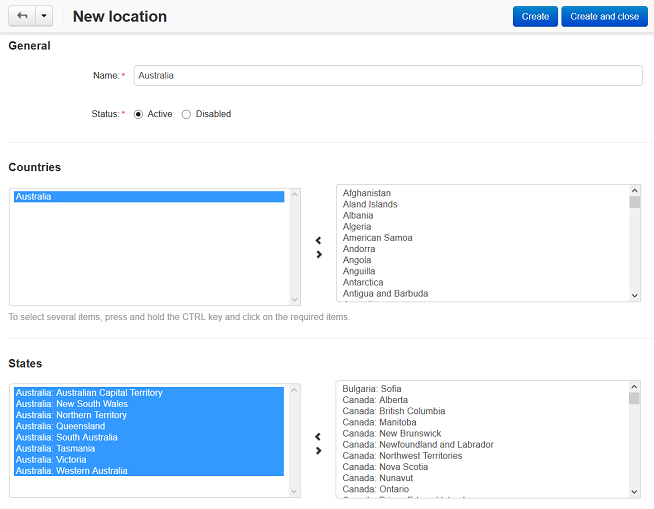 New location
Create
Create and close
General
Name: *
Australia
Status: *
Active
Disabled
Countries
Australia
Afghanistan
Aland Islands
Albania
Algeria
American Samoa
Andorra
Angola
Anguilla
Antarctica
Antigua and Barbuda
To select several items, press and hold the CTRL key and click on the required items.
States
Australia: Australian Capital Territory
Australia: New South Wales
Australia: Northern Territory
Australia: Queensland
Australia: South Australia
Australia: Tasmania
Australia: Victoria
Australia: Western Australia
Bulgaria: Sofia
Canada: Alberta
Canada: British Columbia
Canada: Manitoba
Canada: New Brunswick
Canada: Newfoundland and Labrador
Canada: Northwest Territories
Canada: Nova Scotia
Canada: Nunavut
Canada: Ontario